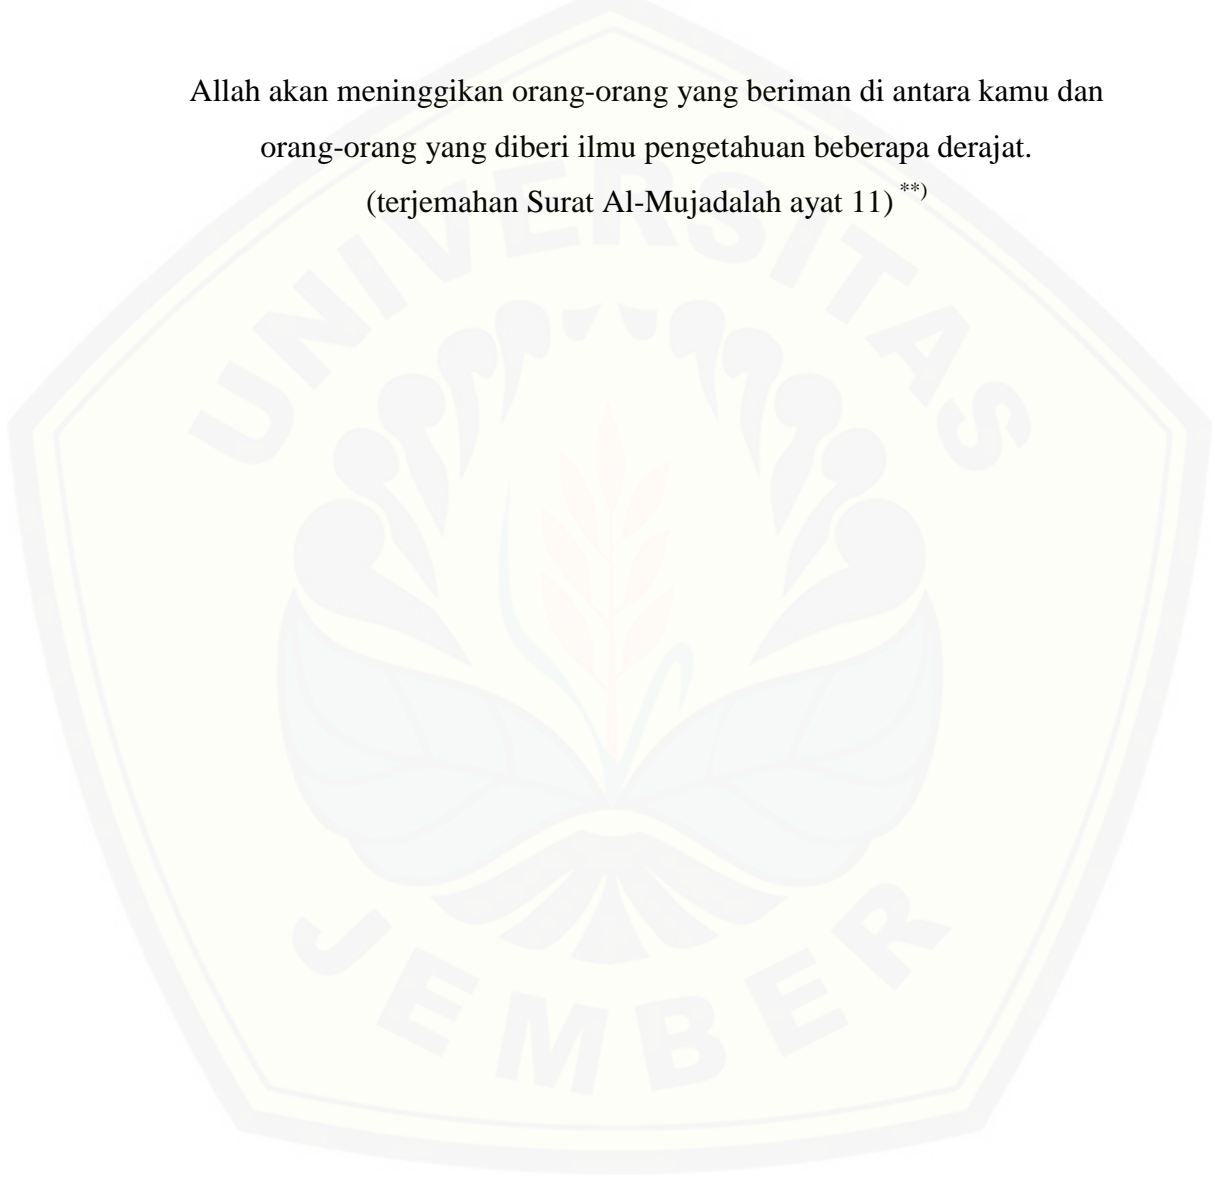 Allah akan meninggikan orang-orang yang beriman di antara kamu dan
orang-orang yang diberi ilmu pengetahuan beberapa derajat.
(terjemahan Surat Al-Mujadalah ayat 11) **)
UNIVERSITAS
JEMBER